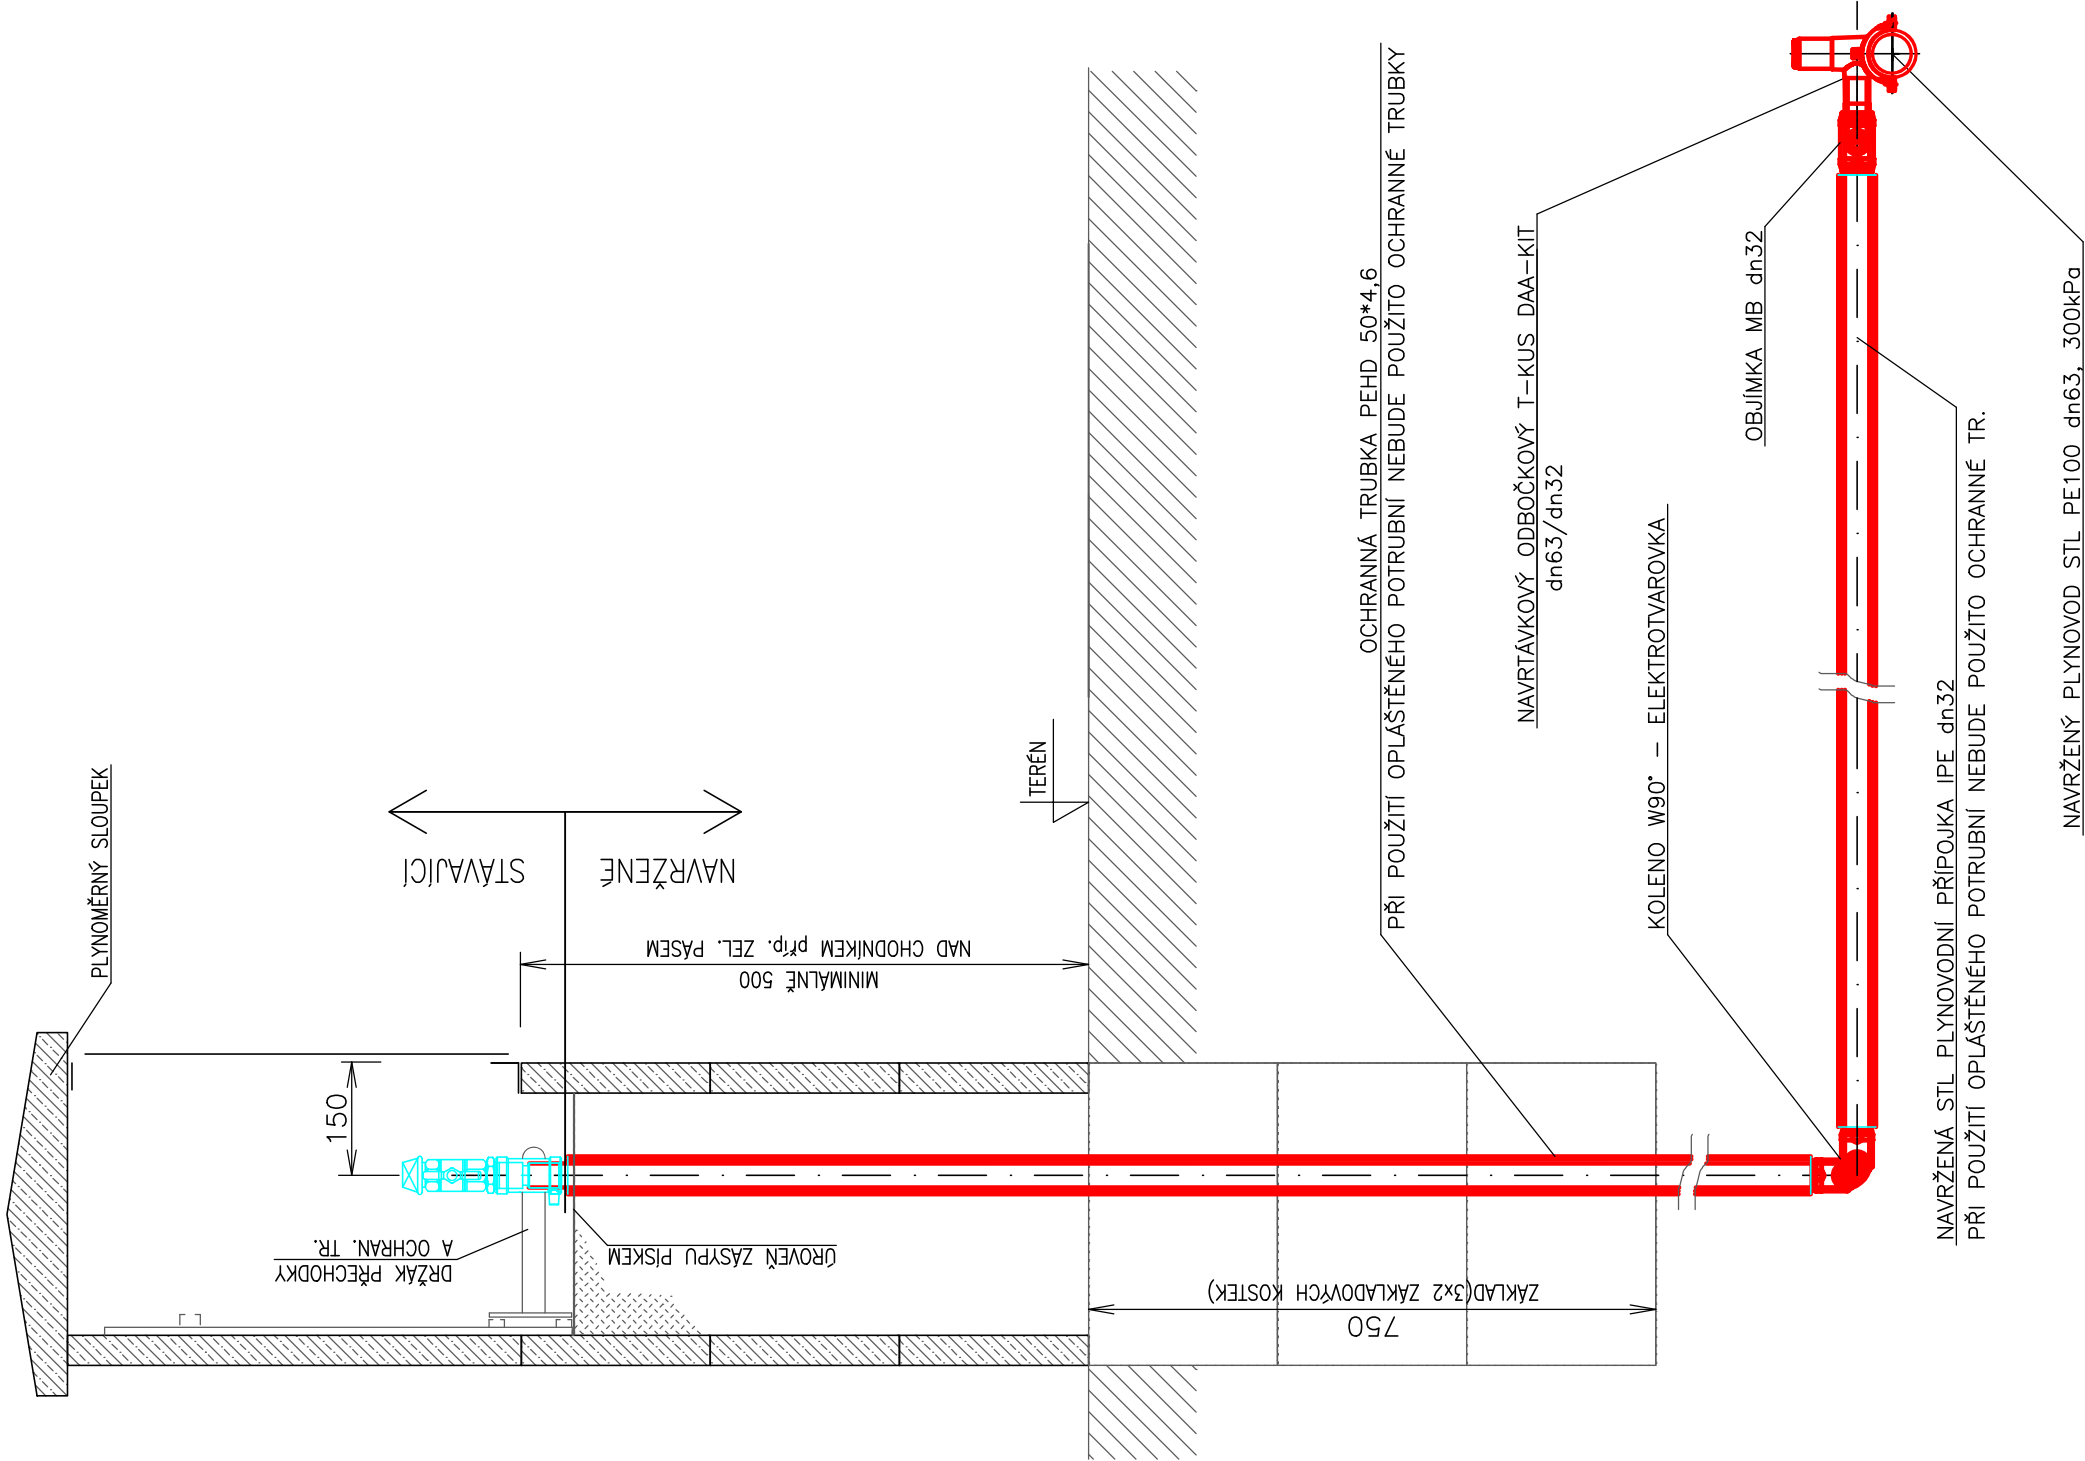 PLYNOMĚRNÝ SLOUPEK
STÁVAJÍCÍ
NAVRŽENÉ
TERÉN
MINIMÁLNĚ 500
NAD CHODNÍKEM příp. ZEL. PÁSEM
150
DRŽÁK PŘECHODKY
A OCHRAN. TR.
ÚROVEŇ ZÁSYPU PÍSKEM
750
ZÁKLAD(3x2 ZÁKLADOVÝCH KOSTEK)
OCHRANNÁ TRUBKA PEHD 50*4,6
PŘI POUŽITÍ OPLÁŠTĚNÉHO POTRUBNÍ NEBUDE POUŽITO OCHRANNÉ TRUBKY
NAVRTÁVKOVÝ ODBOČKOVÝ T-KUS DAA-KIT
dn63/dn32
KOLENO W90° - ELEKTROTVAROVKA
OBJÍMKA MB dn32
NAVRŽENÁ STL PLYNOVODNÍ PŘÍPOJKA IPE dn32
PŘI POUŽITÍ OPLÁŠTĚNÉHO POTRUBNÍ NEBUDE POUŽITO OCHRANNÉ TR.
NAVRŽENÝ PLYNOVOD STL PE100 dn63, 300kPa